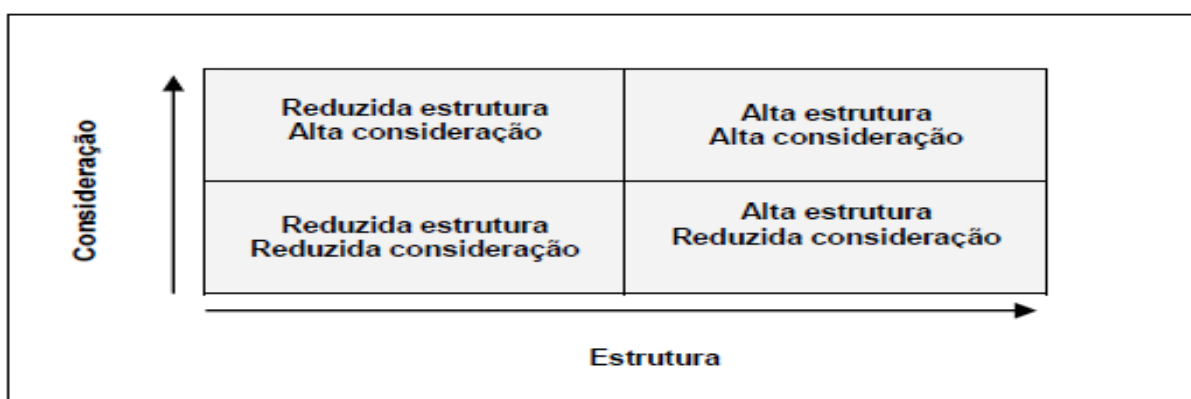 Consideração
Reduzida estrutura
Alta consideração
Alta estrutura
Alta consideração
Reduzida estrutura
Reduzida consideração
Alta estrutura
Reduzida consideração
Estrutura